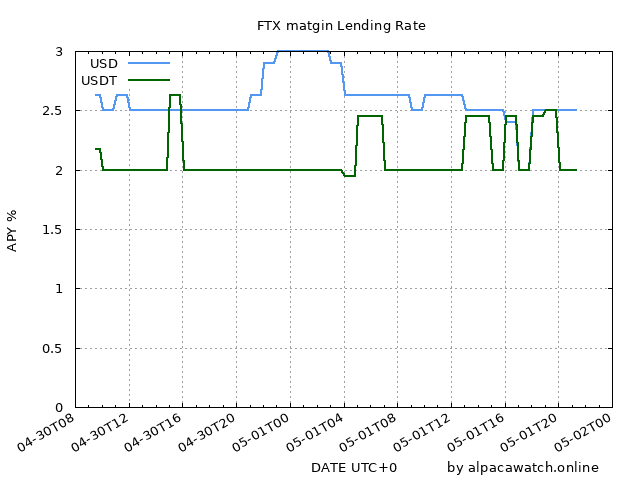 FTX matgin Lending Rate
USD
USDT
3
2.5
2
1.5
1
0.5
0
APY %
04-30T08
04-30T12
04-30T16
04-30T20
05-01T00
05-01T04
05-01T08
05-01T12
05-01T16
05-01T20
05-02T00
DATE UTC+0
by alpacawatch.online